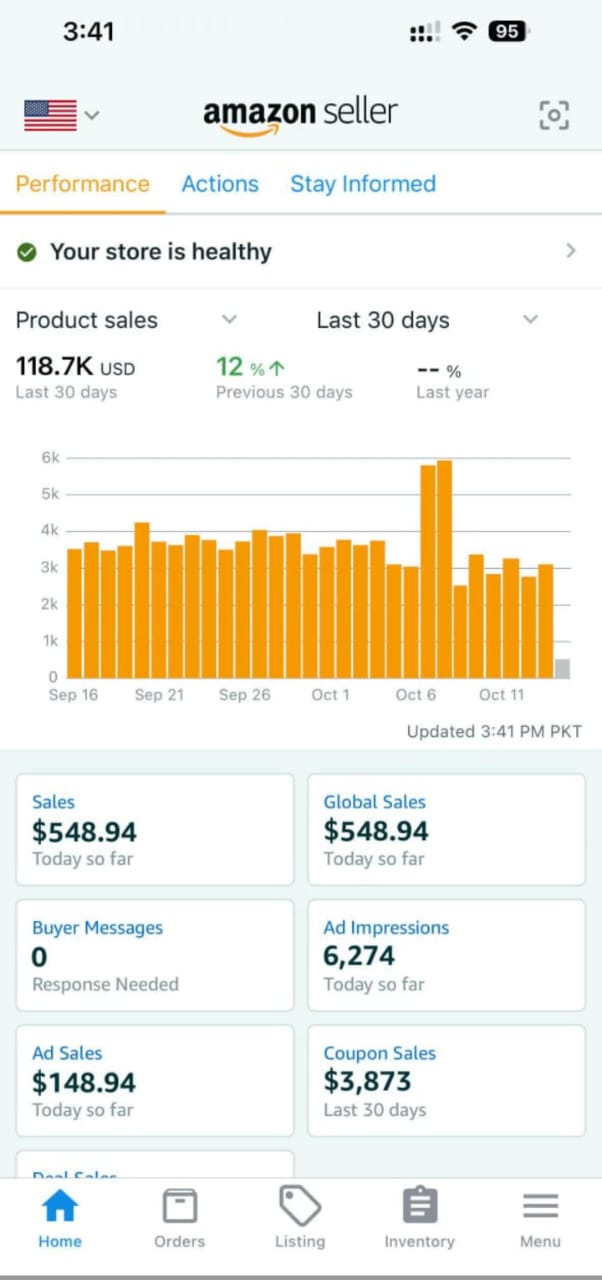 3:41
95
amazon seller
Performance Actions Stay Informed
Your store is healthy
Product sales Last 30 days
118.7K USD 12 % ↑ -- %
Last 30 days Previous 30 days Last year
6k
5k
4k
3k
2k
1k
0
Sep 16 Sep 21 Sep 26 Oct 1 Oct 6 Oct 11
Updated 3:41 PM PKT
Sales Global Sales
$548.94 $548.94
Today so far Today so far
Buyer Messages Ad Impressions
0 6,274
Response Needed Today so far
Ad Sales Coupon Sales
$148.94 $3,873
Today so far Last 30 days
Deal Sales
Home Orders Listing Inventory Menu